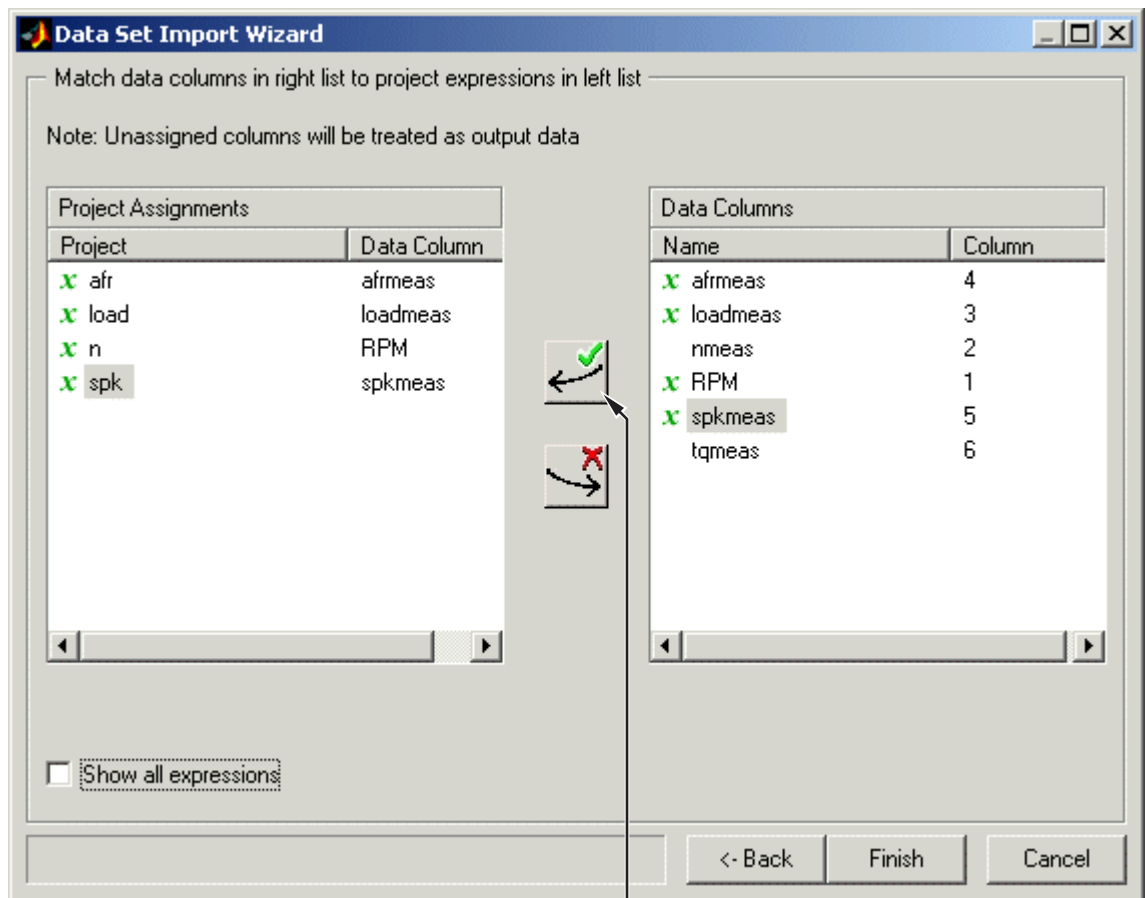 Data Set Import Wizard
Match data columns in right list to project expressions in left list
Note: Unassigned columns will be treated as output data
Project Assignments
Project Data Column
x afr afrmeas
x load loadmeas
x n RPM
x spk spkmeas
Data Columns
Name Column
x afrmeas 4
x loadmeas 3
nmeas 2
x RPM 1
x spkmeas 5
tqmeas 6
Show all expressions
<- Back Finish Cancel